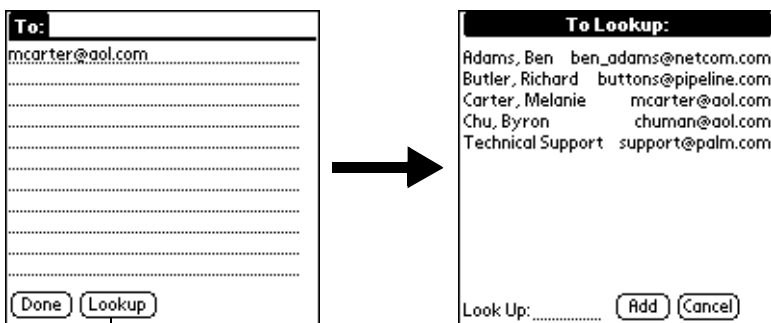 To:
mcarter@aol.com
Done Lookup
To Lookup:
Adams, Ben ben_adams@netcom.com
Butler, Richard buttons@pipeline.com
Carter, Melanie mcarter@aol.com
Chu, Byron chuman@aol.com
Technical Support support@palm.com
Look Up: Add Cancel